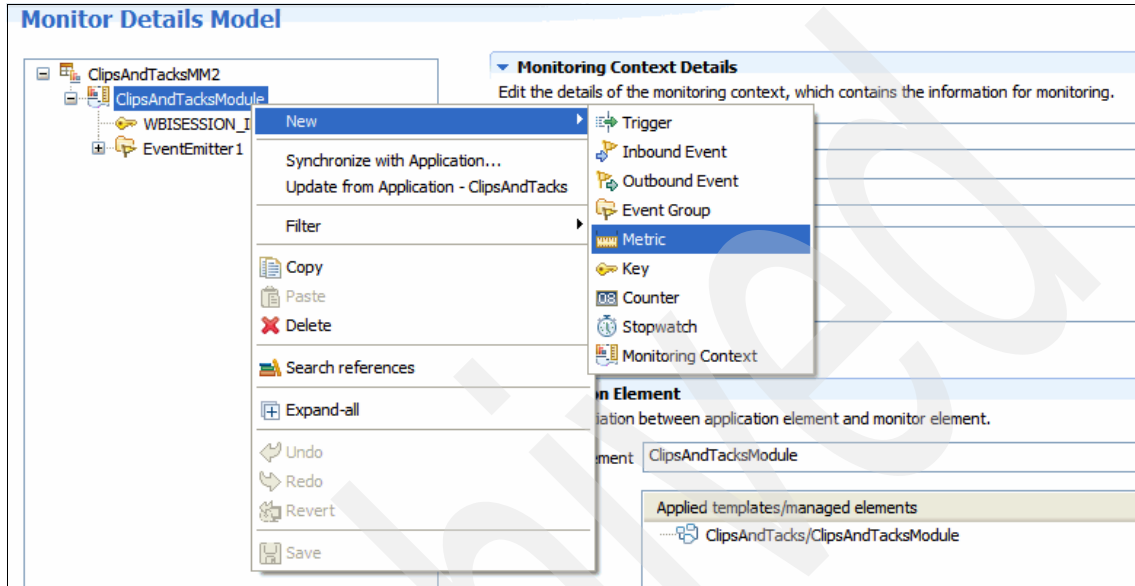 Monitor Details Model
ClipsAndTacksMM2
ClipsAndTacksModule
WBISESSION_I
EventEmitter1
Monitoring Context Details
Edit the details of the monitoring context, which contains the information for monitoring.
New
Synchronize with Application...
Update from Application - ClipsAndTacks
Filter
Copy
Paste
Delete
Search references
Expand-all
Undo
Redo
Revert
Save
Trigger
Inbound Event
Outbound Event
Event Group
Metric
Key
Counter
Stopwatch
Monitoring Context
on Element
iation between application element and monitor element.
ment ClipsAndTacksModule
Applied templates/managed elements
ClipsAndTacks/ClipsAndTacksModule
hived